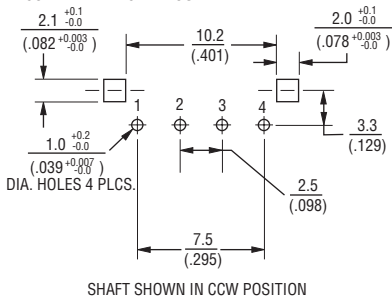 2.1 +0.1 -0.0
(.082 +0.003 -0.0)
10.2
(.401)
2.0 +0.1 -0.0
(.078 +0.003 -0.0)
1 2 3 4
3.3
(.129)
1.0 +0.2 -0.0
(.039 +0.007 -0.0)
DIA. HOLES 4 PLCS.
2.5
(.098)
7.5
(.295)
SHAFT SHOWN IN CCW POSITION